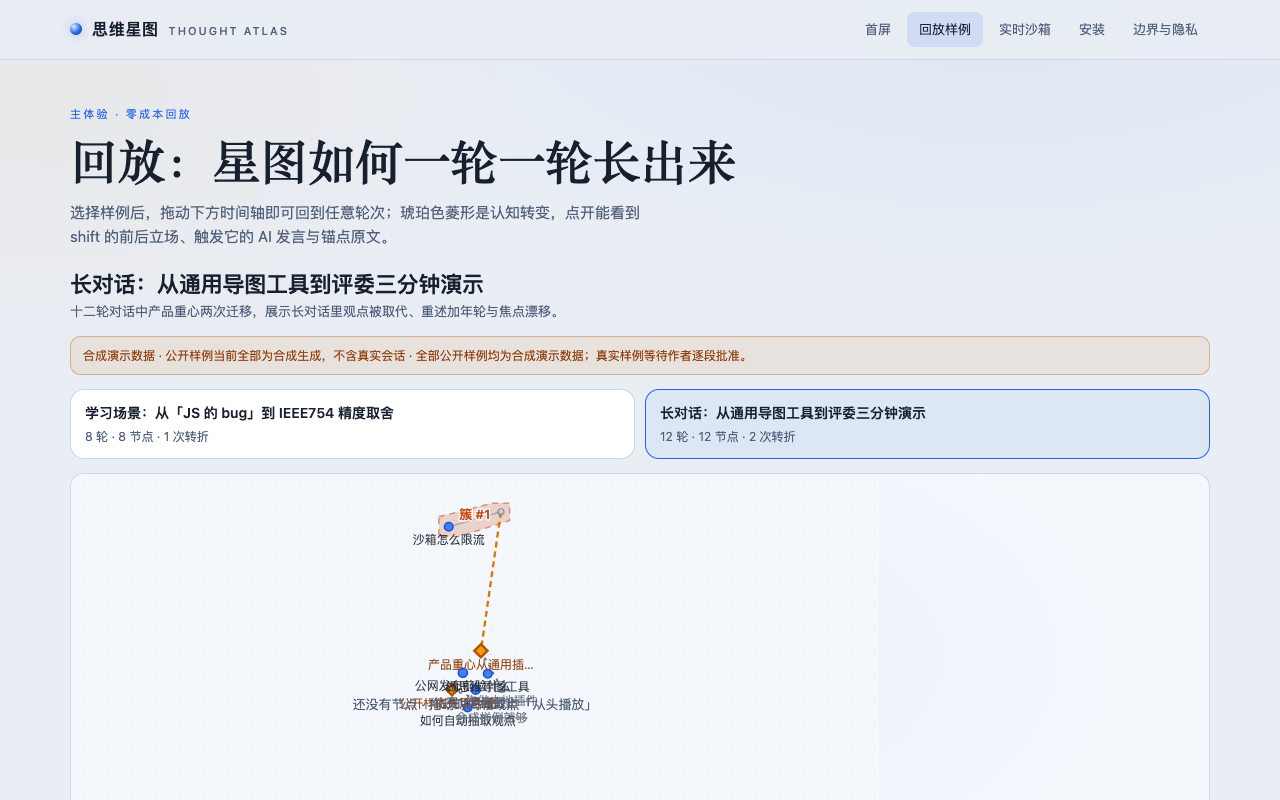 思维星图 THOUGHT ATLAS
首屏 回放样例 实时沙箱 安装 边界与隐私
主体验 · 零成本回放
回放：星图如何一轮一轮长出来
选择样例后，拖动下方时间轴即可回到任意轮次；琥珀色菱形是认知转变，点开能看到
shift 的前后立场、触发它的 AI 发言与锚点原文。
长对话：从通用导图工具到评委三分钟演示
十二轮对话中产品重心两次迁移，展示长对话里观点被取代、重述加年轮与焦点漂移。
合成演示数据 · 公开样例当前全部为合成生成，不含真实会话 · 全部公开样例均为合成演示数据；真实样例等待作者逐段批准。
学习场景：从「JS 的 bug」到 IEEE754 精度取舍
8 轮 · 8 节点 · 1 次转折
长对话：从通用导图工具到评委三分钟演示
12 轮 · 12 节点 · 2 次转折
簇 #1
沙箱怎么限流
产品重心从通用插…
公网发
工具
还没有节点
「从头播放」
如何自动抽取观点